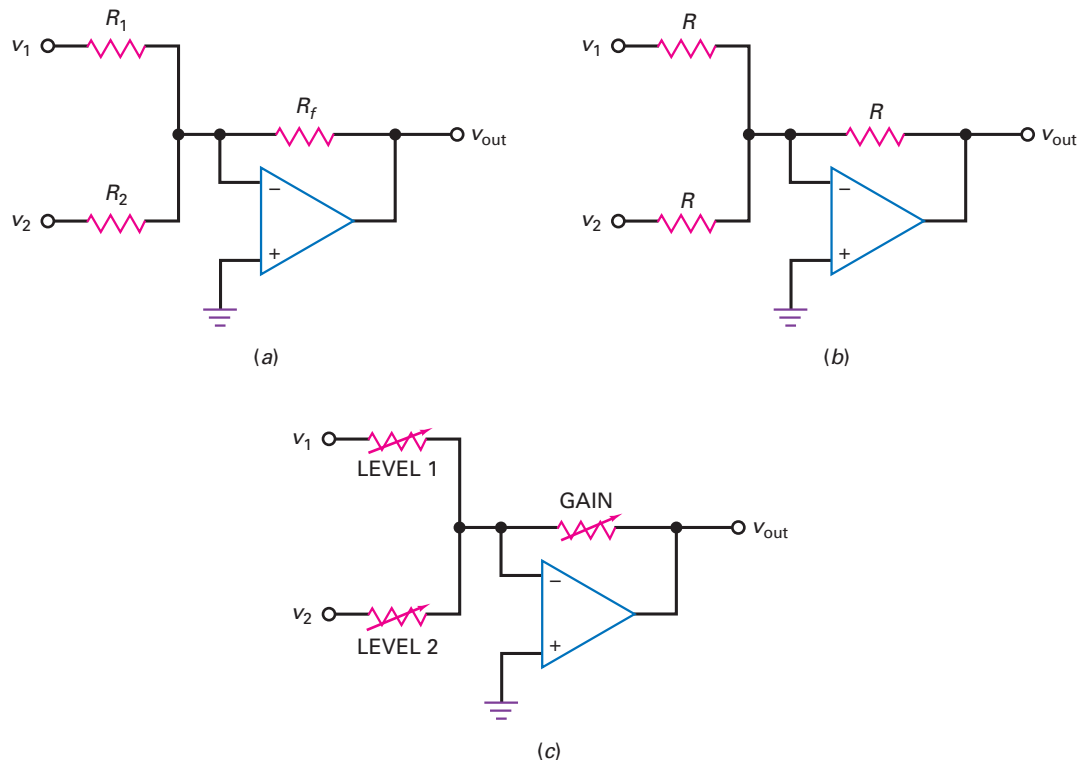 R1
v1
Rf
vout
R2
v2
−
+
(a)
R
v1
R
vout
R
v2
−
+
(b)
v1
LEVEL 1
GAIN
vout
v2
LEVEL 2
−
+
(c)